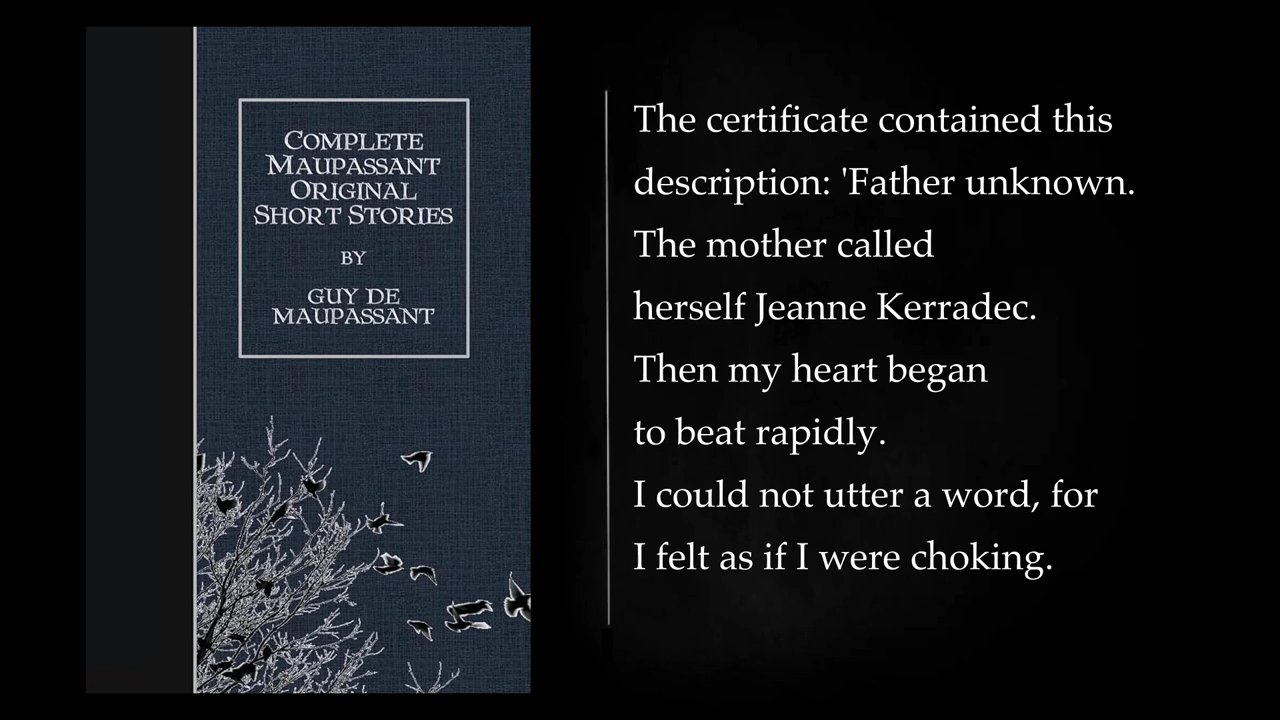 COMPLETE
MAUPASSANT
ORIGINAL
SHORT STORIES
BY
GUY DE
MAUPASSANT
The certificate contained this
description: 'Father unknown.
The mother called
herself Jeanne Kerradec.
Then my heart began
to beat rapidly.
I could not utter a word, for
I felt as if I were choking.